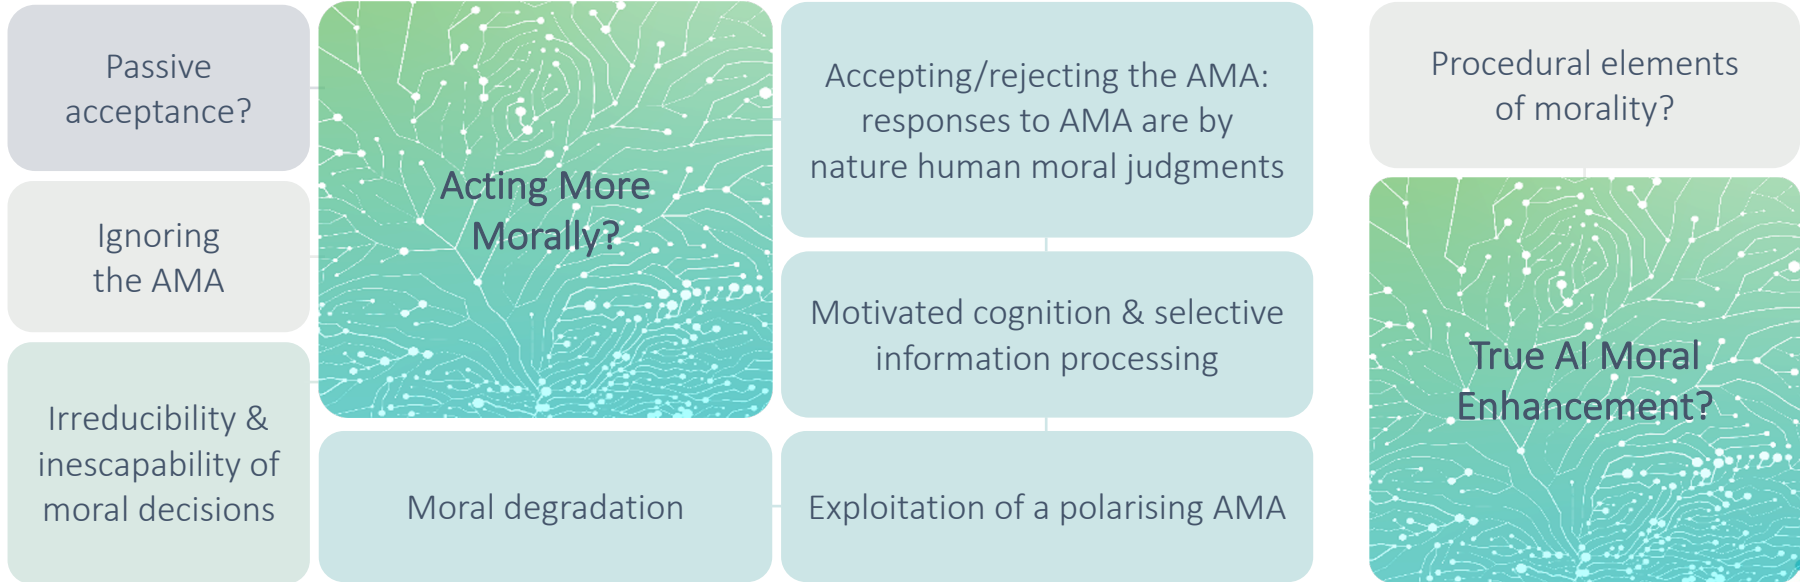 Passive
acceptance?
Ignoring
the AMA
Irreducibility &
inescapability of
moral decisions
Acting More
Morally?
Moral degradation
Accepting/rejecting the AMA:
responses to AMA are by
nature human moral judgments
Motivated cognition & selective
information processing
Exploitation of a polarising AMA
Procedural elements
of morality?
True AI Moral
Enhancement?